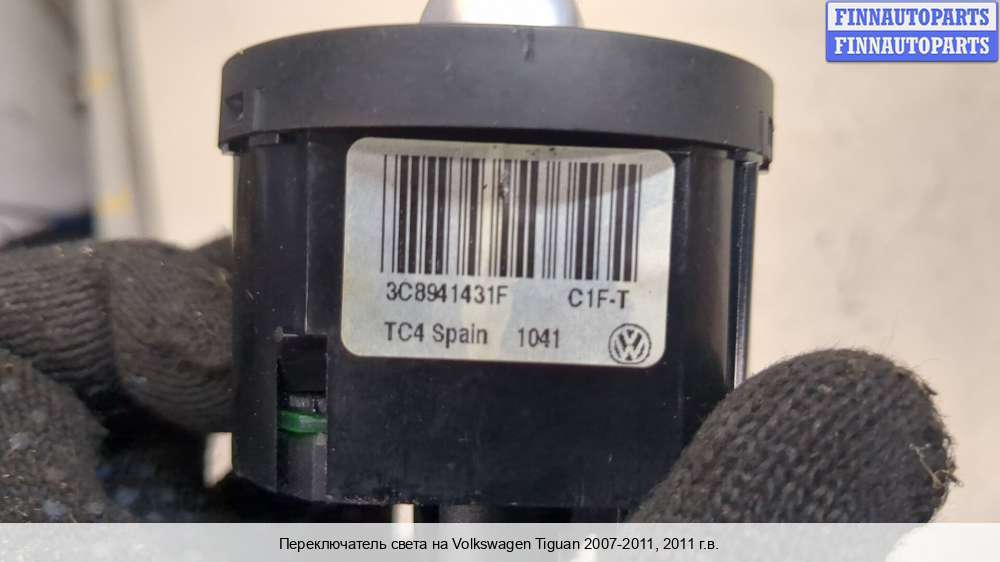 FINNAUTOPARTS
FINNAUTOPARTS
3C8941431F C1F-T
TC4 Spain 1041
Переключатель света на Volkswagen Tiguan 2007-2011, 2011 г.в.